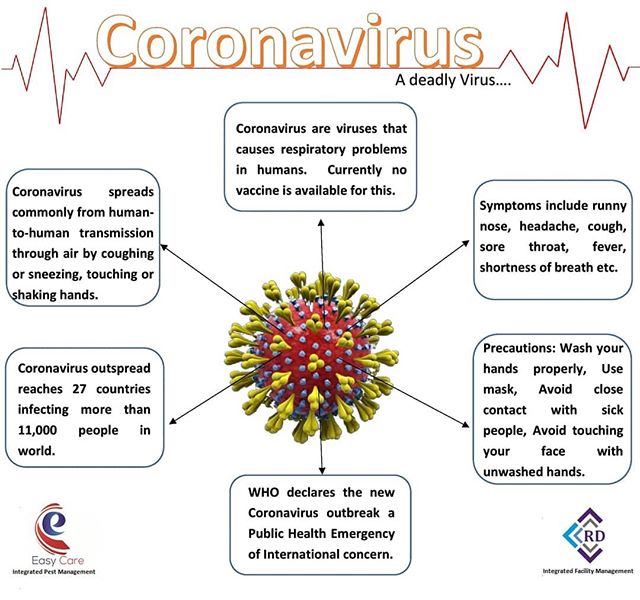 Coronavirus
A deadly Virus....
Coronavirus are viruses that
causes respiratory problems
in humans. Currently no
vaccine is available for this.
Coronavirus spreads
commonly from human-
to-human transmission
through air by coughing
or sneezing, touching or
shaking hands.
Symptoms include runny
nose, headache, cough,
sore throat, fever,
shortness of breath etc.
Coronavirus outspread
reaches 27 countries
infecting more than
11,000 people in
world.
Precautions: Wash your
hands properly, Use
mask, Avoid close
contact with sick
people, Avoid touching
your face with
unwashed hands.
WHO declares the new
Coronavirus outbreak a
Public Health Emergency
of International concern.
e
Easy Care
Integrated Pest Management
RD
Integrated Facility Management